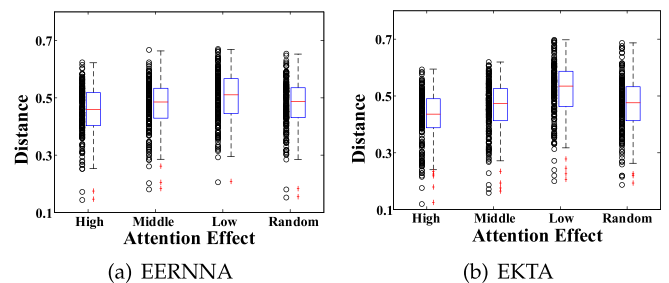 0.7
0.5
0.3
0.1
Distance
High Middle Low Random
Attention Effect
(a) EERNNA
0.7
0.5
0.3
0.1
Distance
High Middle Low Random
Attention Effect
(b) EKTA